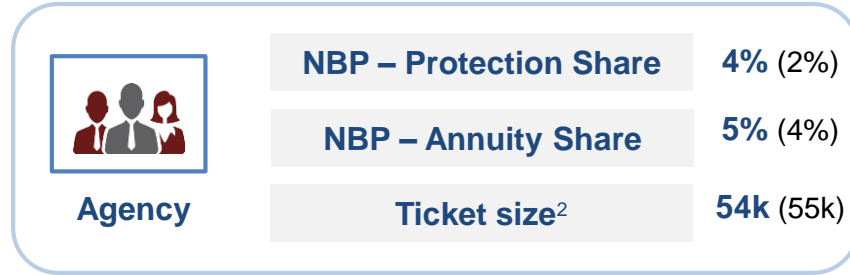 NBP – Protection Share 4% (2%)
NBP – Annuity Share 5% (4%)
Agency
Ticket size² 54k (55k)